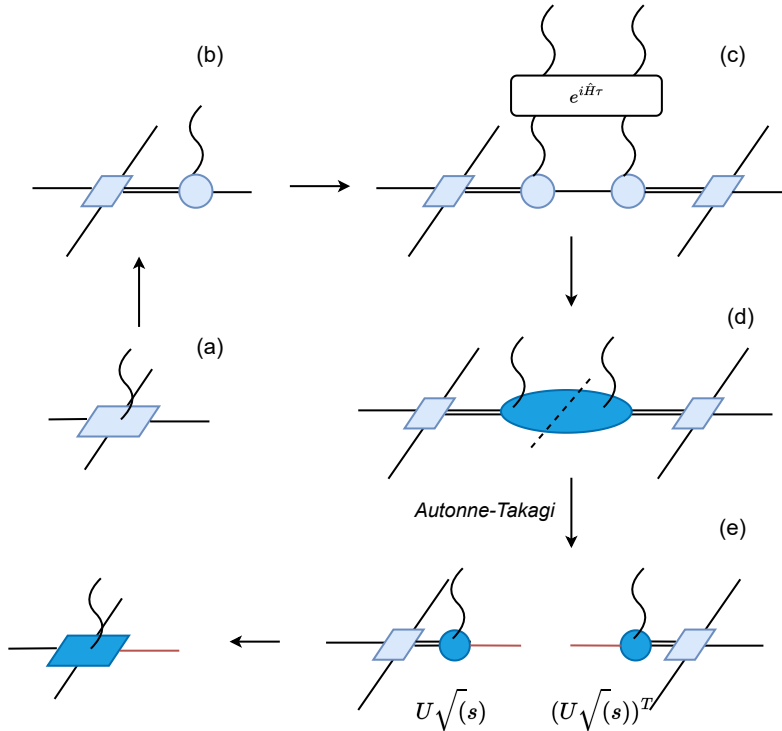 (b)
(c)
$e^{i\hat{H}\tau}$
(a)
(d)
Autonne-Takagi
(e)
$U\sqrt{(}s)$
$(U\sqrt{(}s))^T$